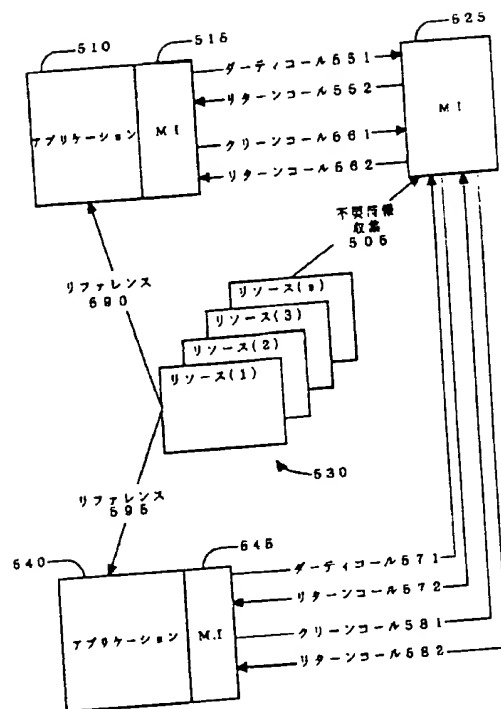 510
515
525
アプリケーション
MI
MI
ダーティコール551
リターンコール552
クリーンコール561
リターンコール562
不要情報
収集
505
リファレンス
590
リソース(n)
リソース(3)
リソース(2)
リソース(1)
530
リファレンス
595
540
545
アプリケーション
M.I
ダーティコール571
リターンコール572
クリーンコール581
リターンコール582